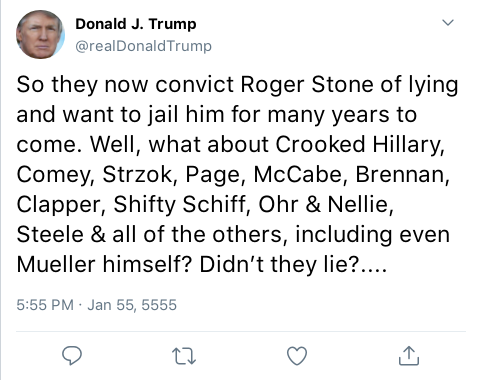 Donald J. Trump
@realDonaldTrump
So they now convict Roger Stone of lying
and want to jail him for many years to
come. Well, what about Crooked Hillary,
Comey, Strzok, Page, McCabe, Brennan,
Clapper, Shifty Schiff, Ohr & Nellie,
Steele & all of the others, including even
Mueller himself? Didn’t they lie?....
5:55 PM · Jan 55, 5555